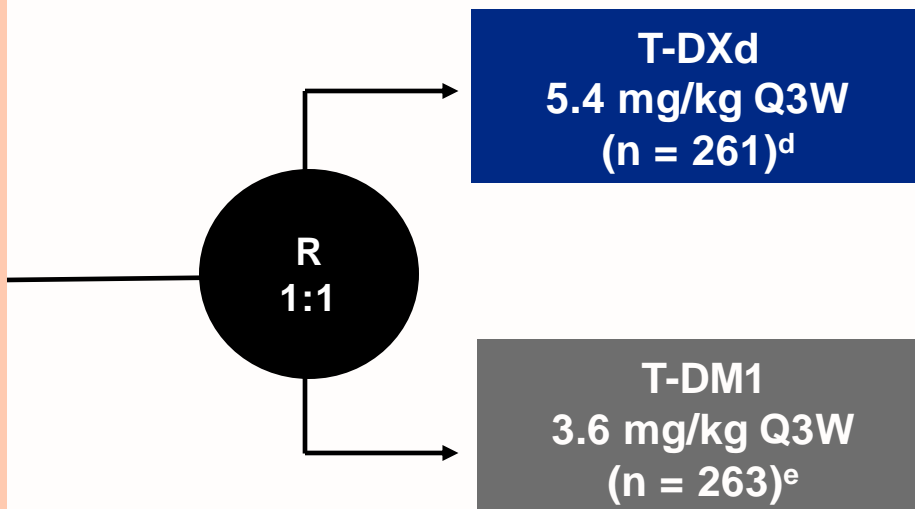 T-DXd
5.4 mg/kg Q3W
(n = 261)ᵈ
R
1:1
T-DM1
3.6 mg/kg Q3W
(n = 263)ᵉ